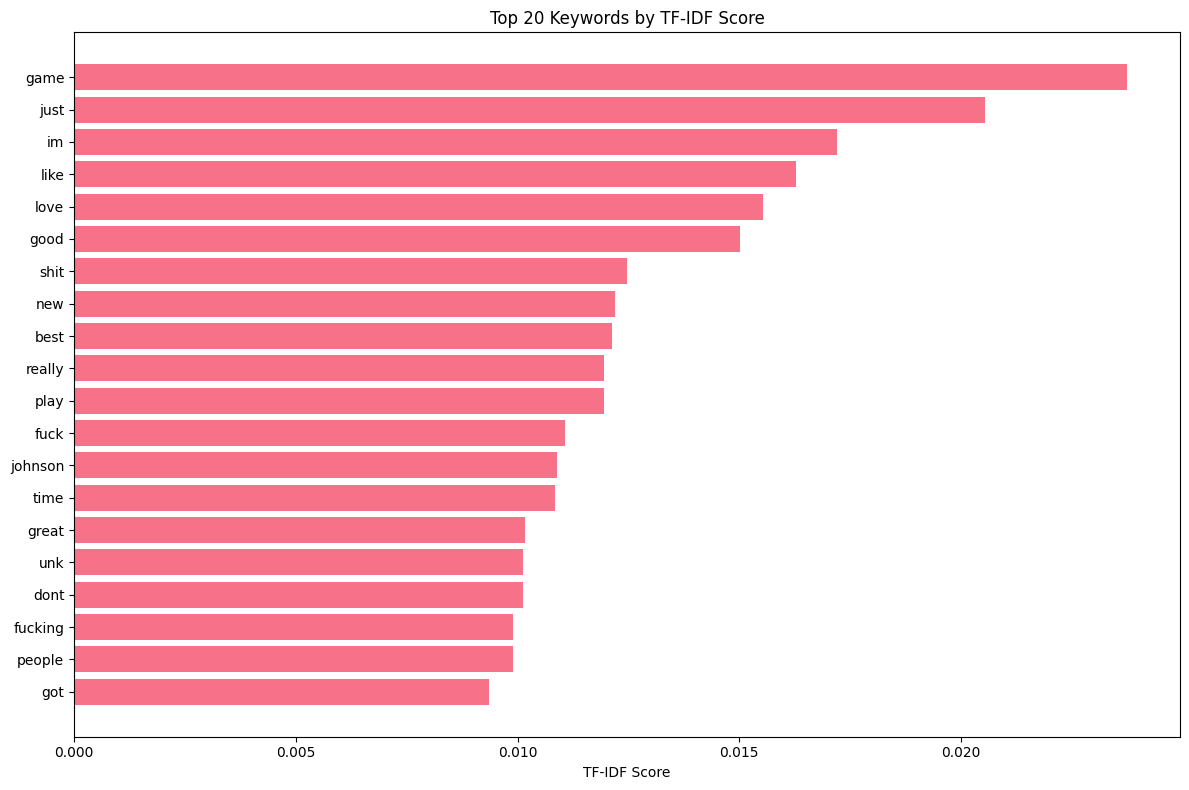 Top 20 Keywords by TF-IDF Score
game
just
im
like
love
good
shit
new
best
really
play
fuck
johnson
time
great
unk
dont
fucking
people
got
0.000 0.005 0.010 0.015 0.020
TF-IDF Score